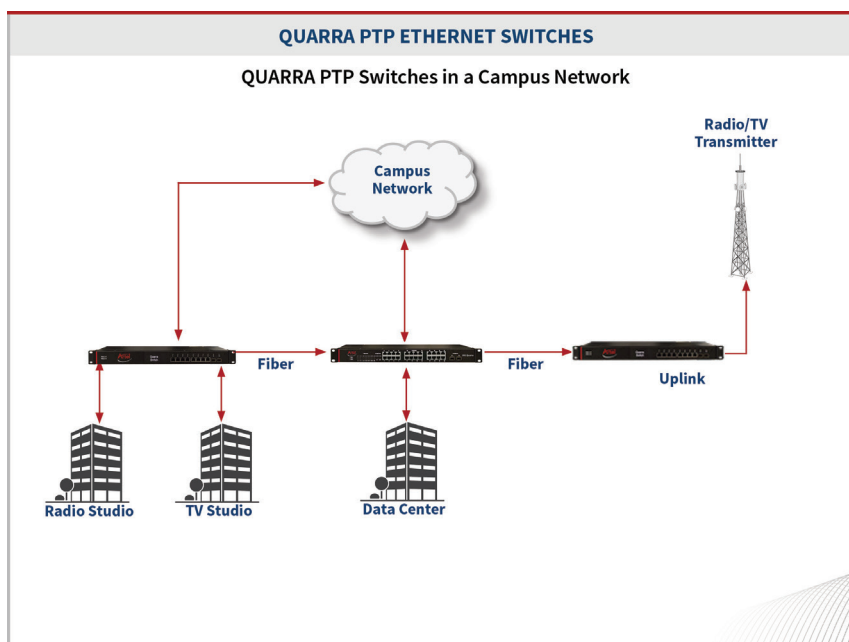 QUARRA PTP ETHERNET SWITCHES
QUARRA PTP Switches in a Campus Network
Radio/TV
Transmitter
Campus
Network
Fiber
Fiber
Uplink
Radio Studio
TV Studio
Data Center